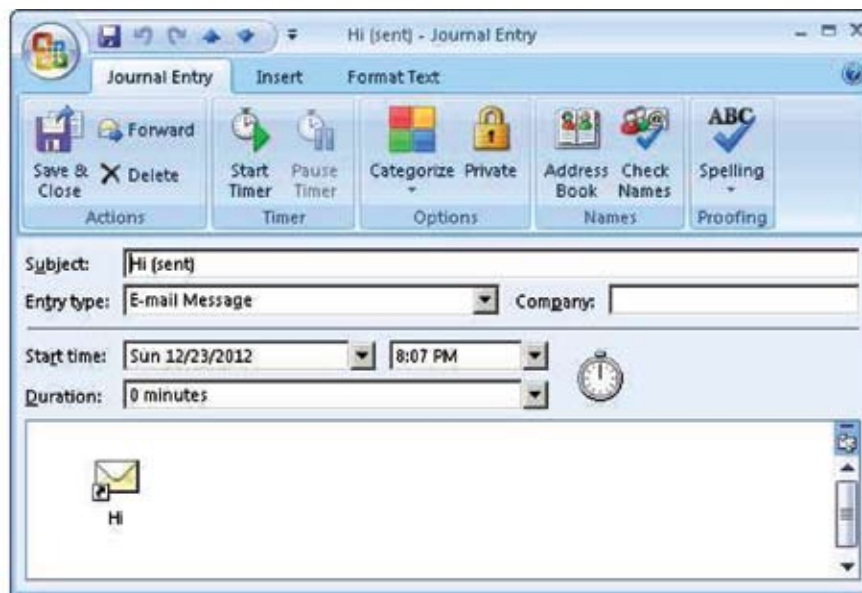 Hi (sent) - Journal Entry
Journal Entry Insert Format Text
Save & Close
Forward
Delete
Start Timer
Pause Timer
Categorize
Private
Address Book
Check Names
ABC
Spelling
Actions Timer Options Names Proofing
Subject: Hi (sent)
Entry type: E-mail Message Company:
Start time: Sun 12/23/2012 8:07 PM
Duration: 0 minutes
Hi